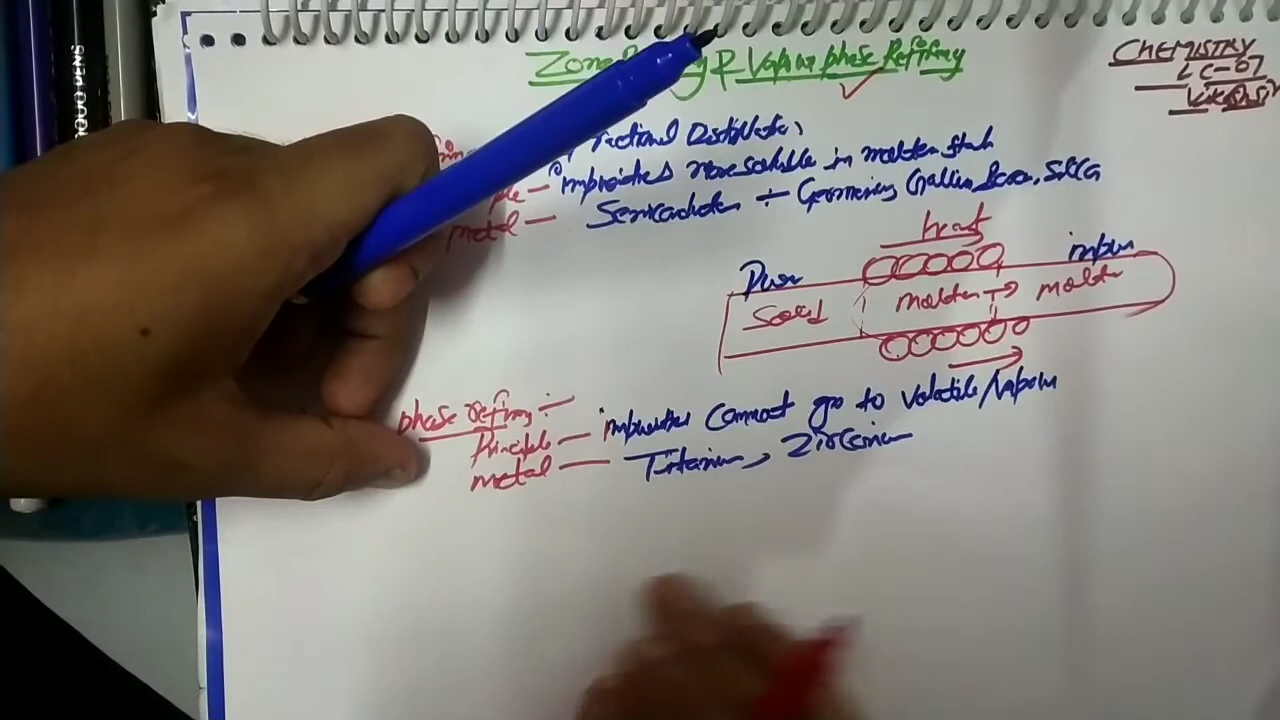 Zone & Vapour phase Refining
CHEMISTRY
LC-07
Fractional Distillation
ple - impurities more soluble in molten state
metal - Semiconductor ÷ Germanium Gallium, Boron, Silica
heat
Pure
impure
Solid
molten → molten
phase refining :-
Principle - impurities cannot go to volatile/vapour
metal - Titanium, Zirconium